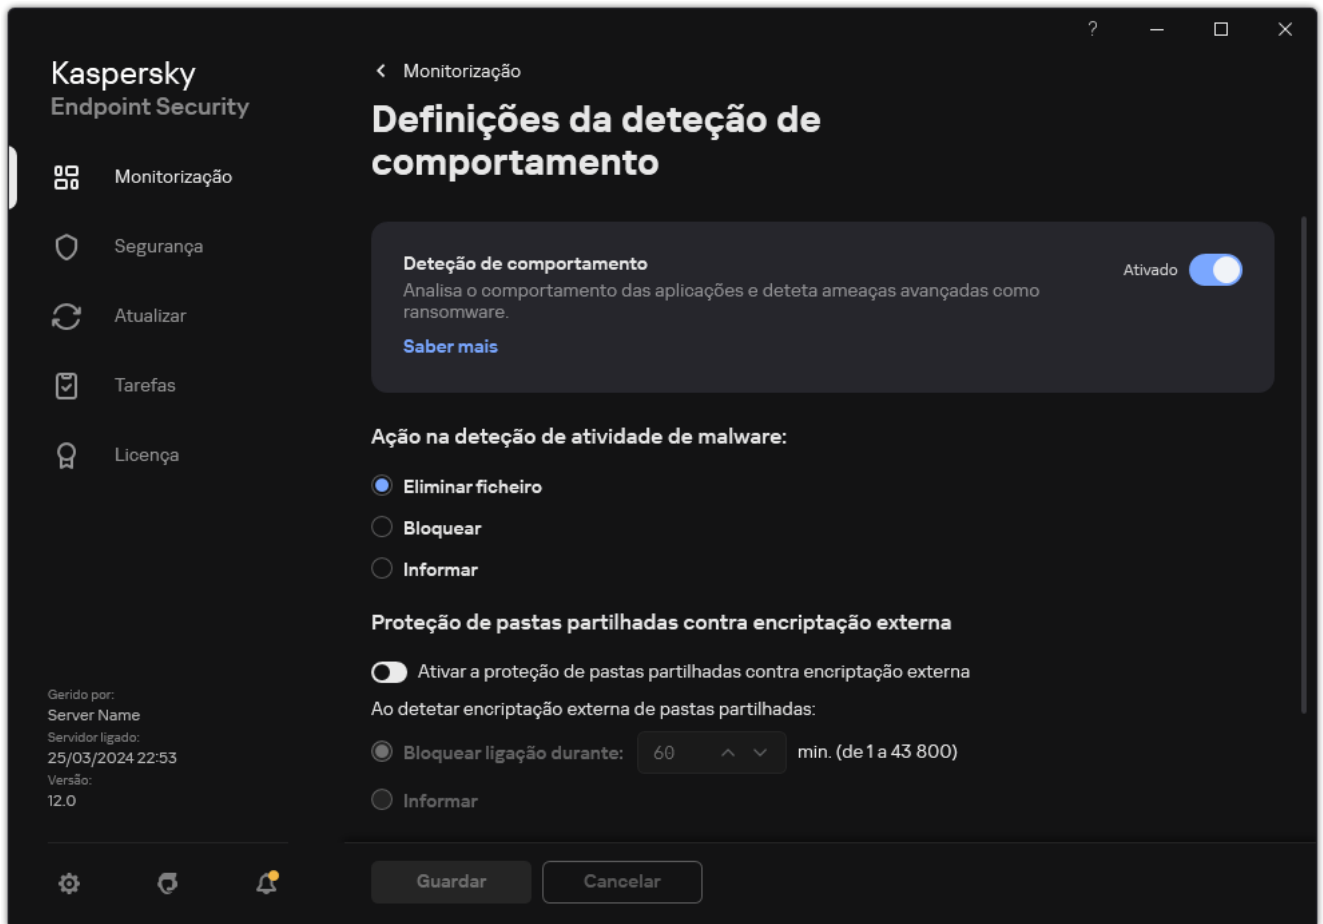 ?
Kaspersky
Endpoint Security
Monitorização
Segurança
Atualizar
Tarefas
Licença
Gerido por:
Server Name
Servidor ligado:
25/03/2024 22:53
Versão:
12.0
Monitorização
Definições da deteção de
comportamento
Deteção de comportamento
Ativado
Analisa o comportamento das aplicações e deteta ameaças avançadas como
ransomware.
Saber mais
Ação na deteção de atividade de malware:
Eliminar ficheiro
Bloquear
Informar
Proteção de pastas partilhadas contra encriptação externa
Ativar a proteção de pastas partilhadas contra encriptação externa
Ao detetar encriptação externa de pastas partilhadas:
Bloquear ligação durante: 60 min. (de 1 a 43 800)
Informar
Guardar Cancelar